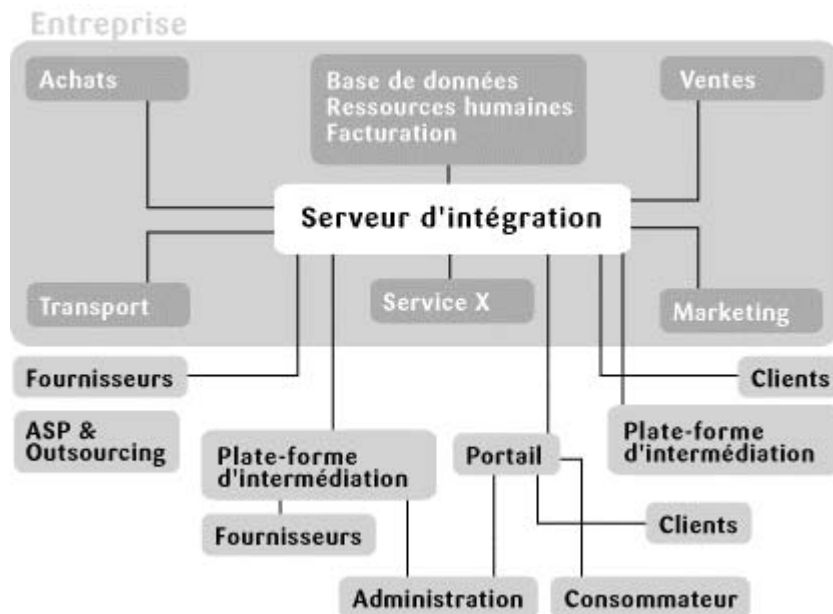 Entreprise
Achats
Base de données
Ressources humaines
Facturation
Ventes
Serveur d'intégration
Transport
Service X
Marketing
Fournisseurs
Clients
ASP &
Outsourcing
Plate-forme
d'intermédiation
Portail
Plate-forme
d'intermédiation
Fournisseurs
Clients
Administration
Consommateur